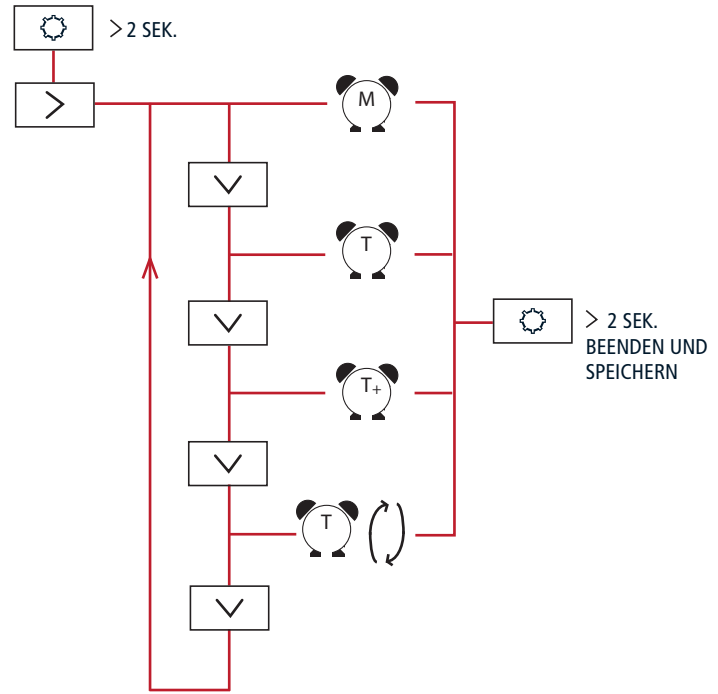 > 2 SEK.
M
T
T+
> 2 SEK.
BEENDEN UND
SPEICHERN
T